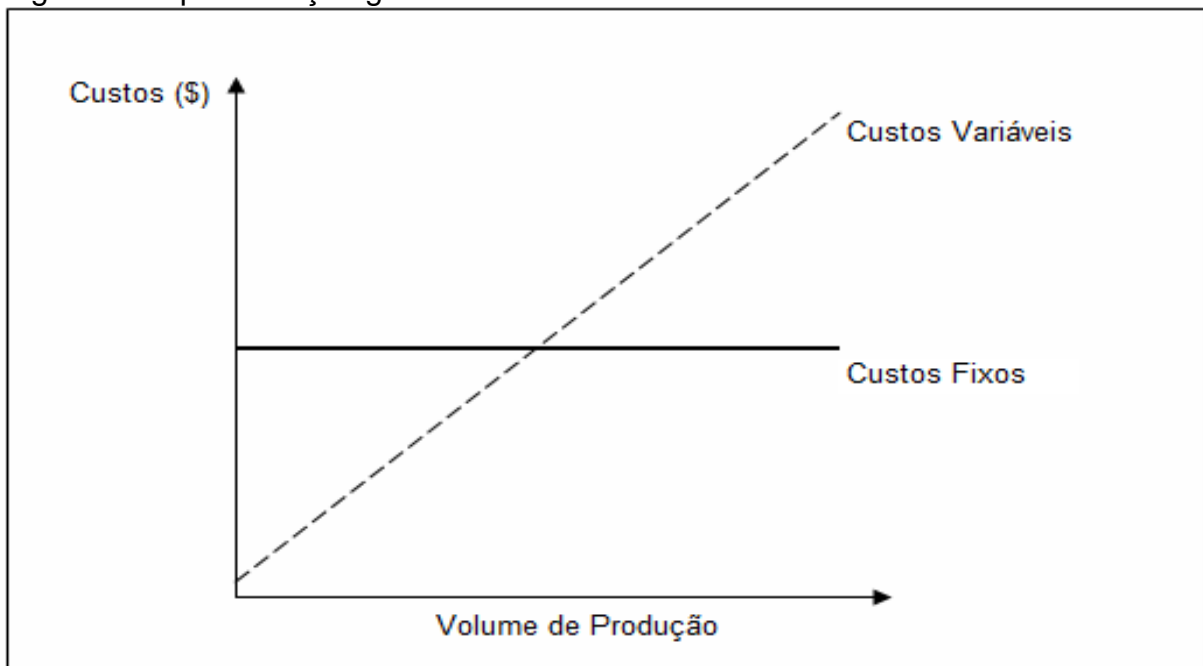 Custos ($)
Custos Variáveis
Custos Fixos
Volume de Produção